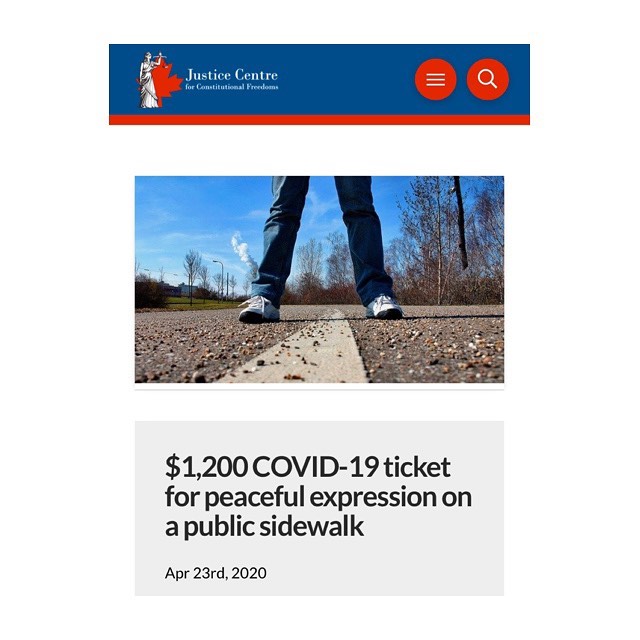 Justice Centre
for Constitutional Freedoms
$1,200 COVID-19 ticket
for peaceful expression on
a public sidewalk
Apr 23rd, 2020